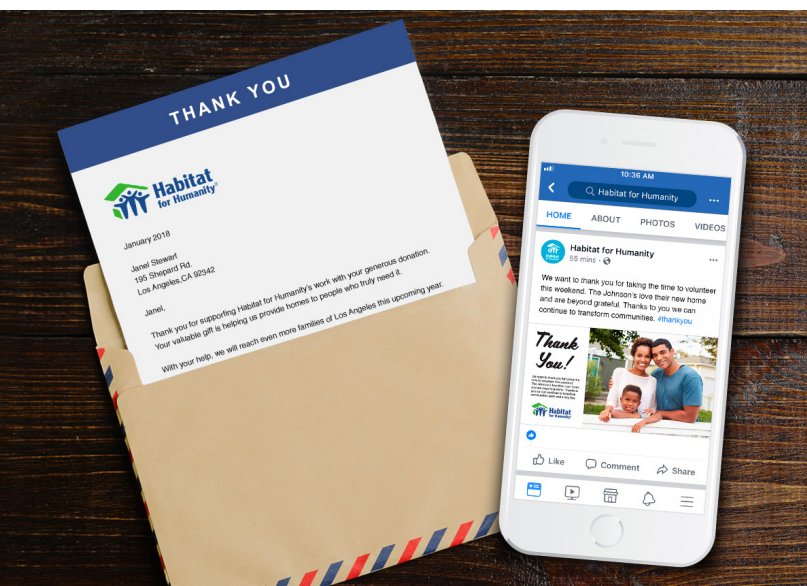 THANK YOU
Habitat
for Humanity®
January 2018
Janel Stewart
195 Shepard Rd.
Los Angeles,CA 92342
Janel,
Thank you for supporting Habitat for Humanity's work with your generous donation.
Your valuable gift is helping us provide homes to people who truly need it.
With your help, we will reach even more families of Los Angeles this upcoming year.
10:36 AM
Habitat for Humanity
HOME ABOUT PHOTOS VIDEOS
Habitat for Humanity
55 mins ·
We want to thank you for taking the time to volunteer
this weekend. The Johnson's love their new home
and are beyond grateful. Thanks to you we can
continue to transform communities. #thankyou
Thank
You!
Habitat
for Humanity
Like Comment Share